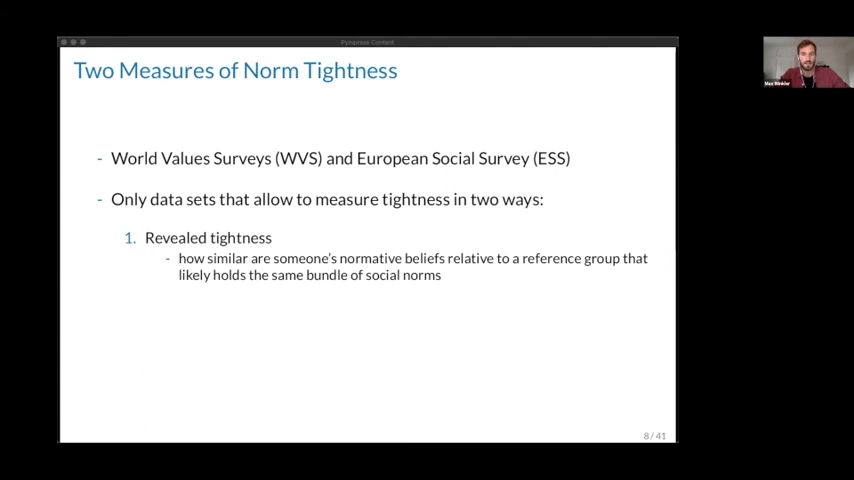 Pympress Content
Two Measures of Norm Tightness
- World Values Surveys (WVS) and European Social Survey (ESS)
- Only data sets that allow to measure tightness in two ways:
1. Revealed tightness
- how similar are someone's normative beliefs relative to a reference group that
likely holds the same bundle of social norms
8 / 41
Max Winkler